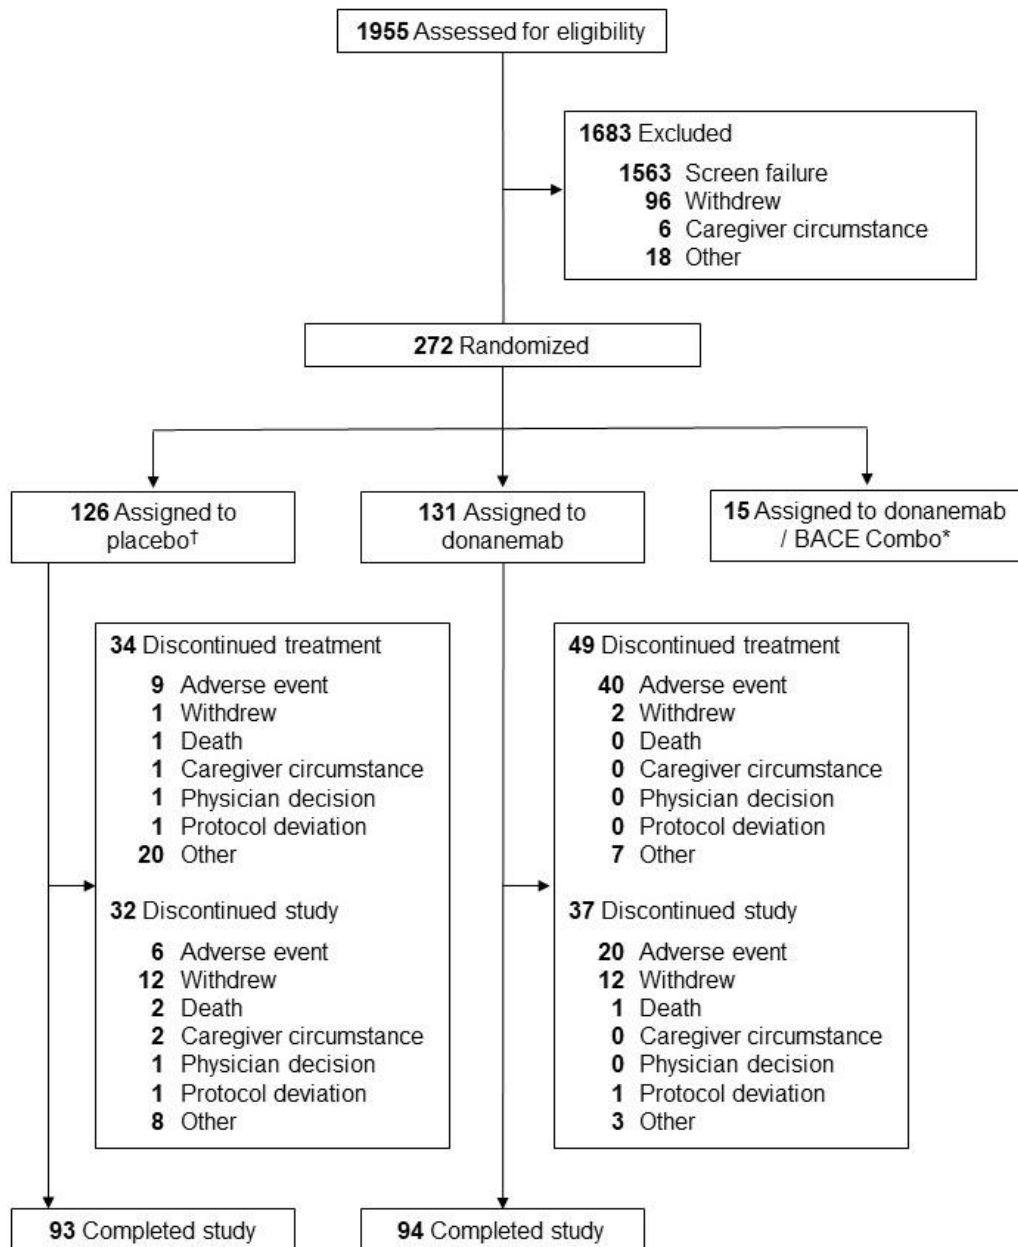 1955 Assessed for eligibility
1683 Excluded
1563 Screen failure
96 Withdrew
6 Caregiver circumstance
18 Other
272 Randomized
126 Assigned to
placebo†
131 Assigned to
donanemab
15 Assigned to donanemab
/ BACE Combo*
34 Discontinued treatment
9 Adverse event
1 Withdrew
1 Death
1 Caregiver circumstance
1 Physician decision
1 Protocol deviation
20 Other
32 Discontinued study
6 Adverse event
12 Withdrew
2 Death
2 Caregiver circumstance
1 Physician decision
1 Protocol deviation
8 Other
49 Discontinued treatment
40 Adverse event
2 Withdrew
0 Death
0 Caregiver circumstance
0 Physician decision
0 Protocol deviation
7 Other
37 Discontinued study
20 Adverse event
12 Withdrew
1 Death
0 Caregiver circumstance
0 Physician decision
1 Protocol deviation
3 Other
93 Completed study
94 Completed study